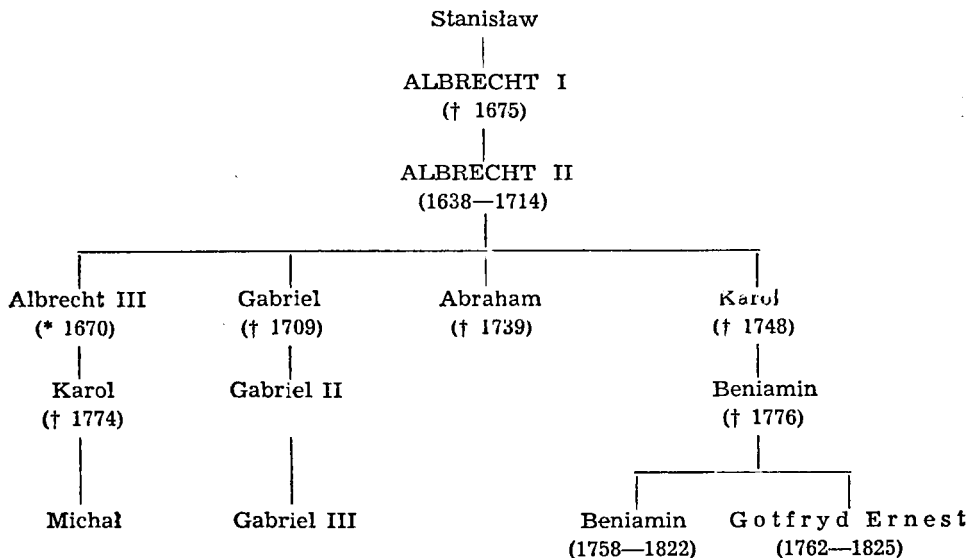 Stanisław
ALBRECHT I
(† 1675)
ALBRECHT II
(1638—1714)
Albrecht III Gabriel Abraham Karol
(* 1670) († 1709) († 1739) († 1748)
Karol Gabriel II Beniamin
(† 1774) († 1776)
Michał Gabriel III Beniamin Gotfryd Ernest
(1758—1822) (1762—1825)